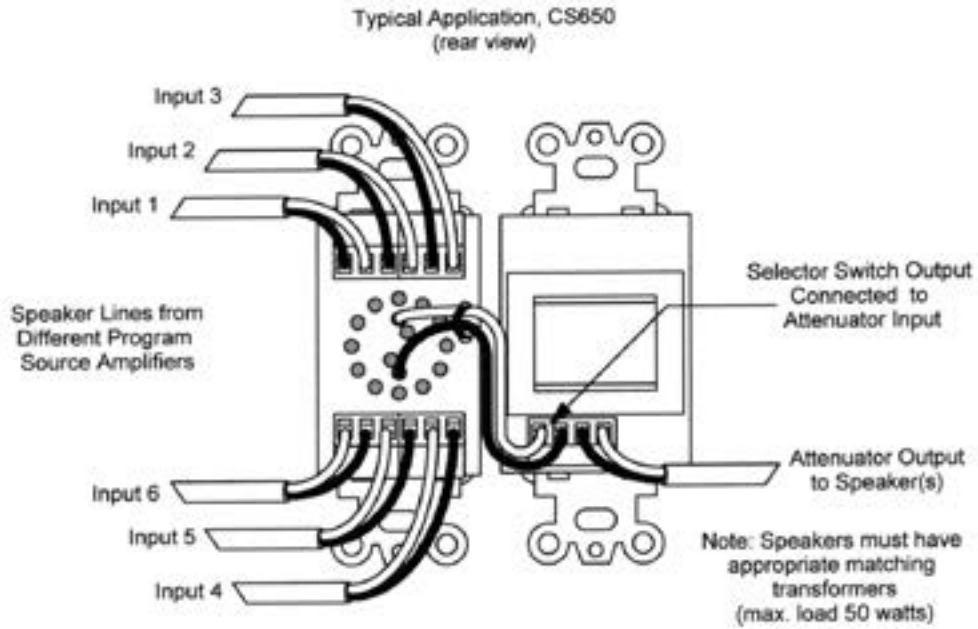 Typical Application, CS650
(rear view)
Input 3
Input 2
Input 1
Speaker Lines from
Different Program
Source Amplifiers
Selector Switch Output
Connected to
Attenuator Input
Input 6
Input 5
Input 4
Attenuator Output
to Speaker(s)
Note: Speakers must have
appropriate matching
transformers
(max. load 50 watts)